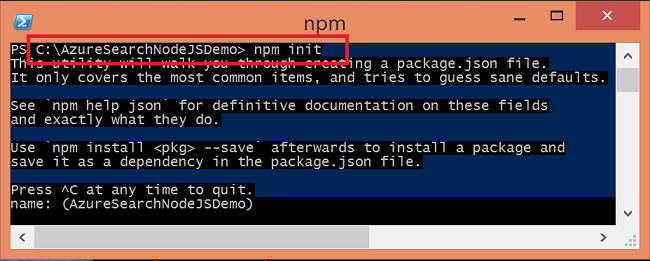 npm
PS C:\AzureSearchNodeJSDemo> npm init
This utility will walk you through creating a package.json file.
It only covers the most common items, and tries to guess sane defaults.
See `npm help json` for definitive documentation on these fields
and exactly what they do.
Use `npm install <pkg> --save` afterwards to install a package and
save it as a dependency in the package.json file.
Press ^C at any time to quit.
name: (AzureSearchNodeJSDemo)